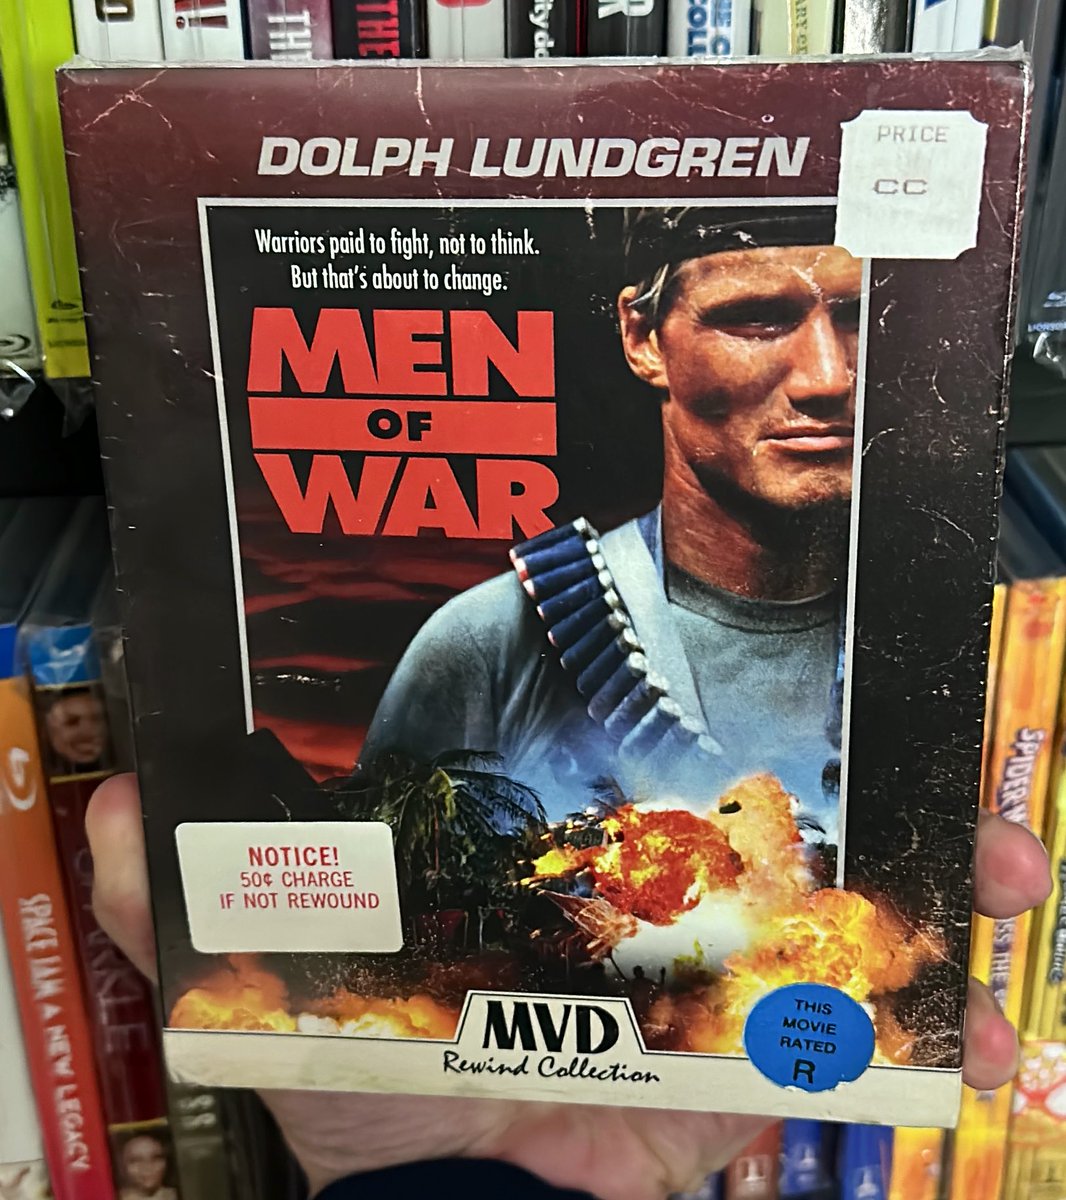 DOLPH LUNDGREN
PRICE
CC
Warriors paid to fight, not to think.
But that's about to change.
MEN
OF
WAR
NOTICE!
50¢ CHARGE
IF NOT REWOUND
MVD
Rewind Collection
THIS
MOVIE
RATED
R
SPACE JAM A NEW LEGACY